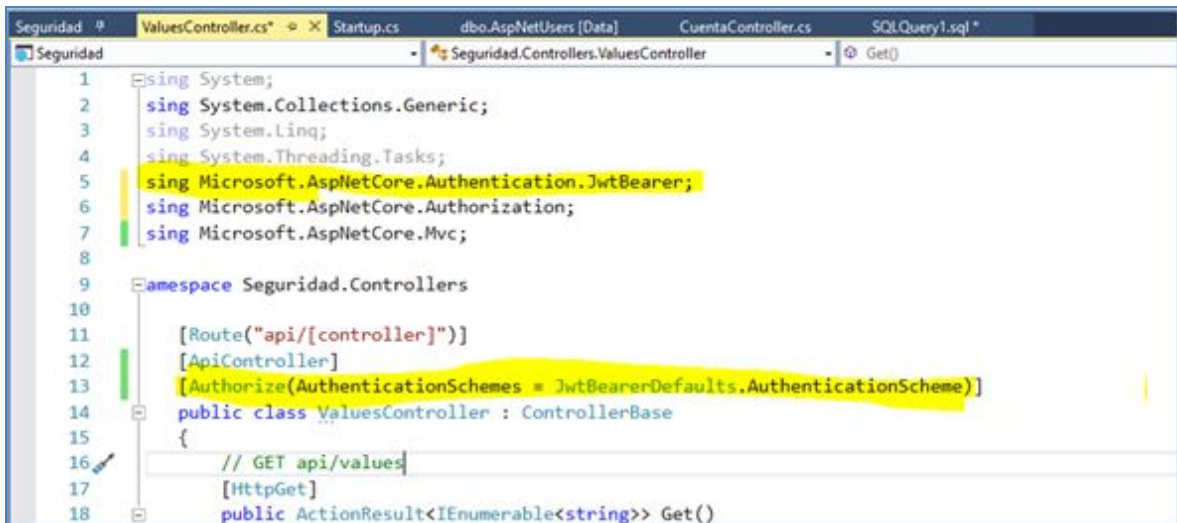 Seguridad ValuesController.cs* Startup.cs dbo.AspNetUsers [Data] CuentaController.cs SQLQuery1.sql *
Seguridad Seguridad.Controllers.ValuesController Get()
1 sing System;
2 sing System.Collections.Generic;
3 sing System.Linq;
4 sing System.Threading.Tasks;
5 sing Microsoft.AspNetCore.Authentication.JwtBearer;
6 sing Microsoft.AspNetCore.Authorization;
7 sing Microsoft.AspNetCore.Mvc;
8
9 amespace Seguridad.Controllers
10
11 [Route("api/[controller]")]
12 [ApiController]
13 [Authorize(AuthenticationSchemes = JwtBearerDefaults.AuthenticationScheme)]
14 public class ValuesController : ControllerBase
15 {
16 // GET api/values
17 [HttpGet]
18 public ActionResult<IEnumerable<string>> Get()